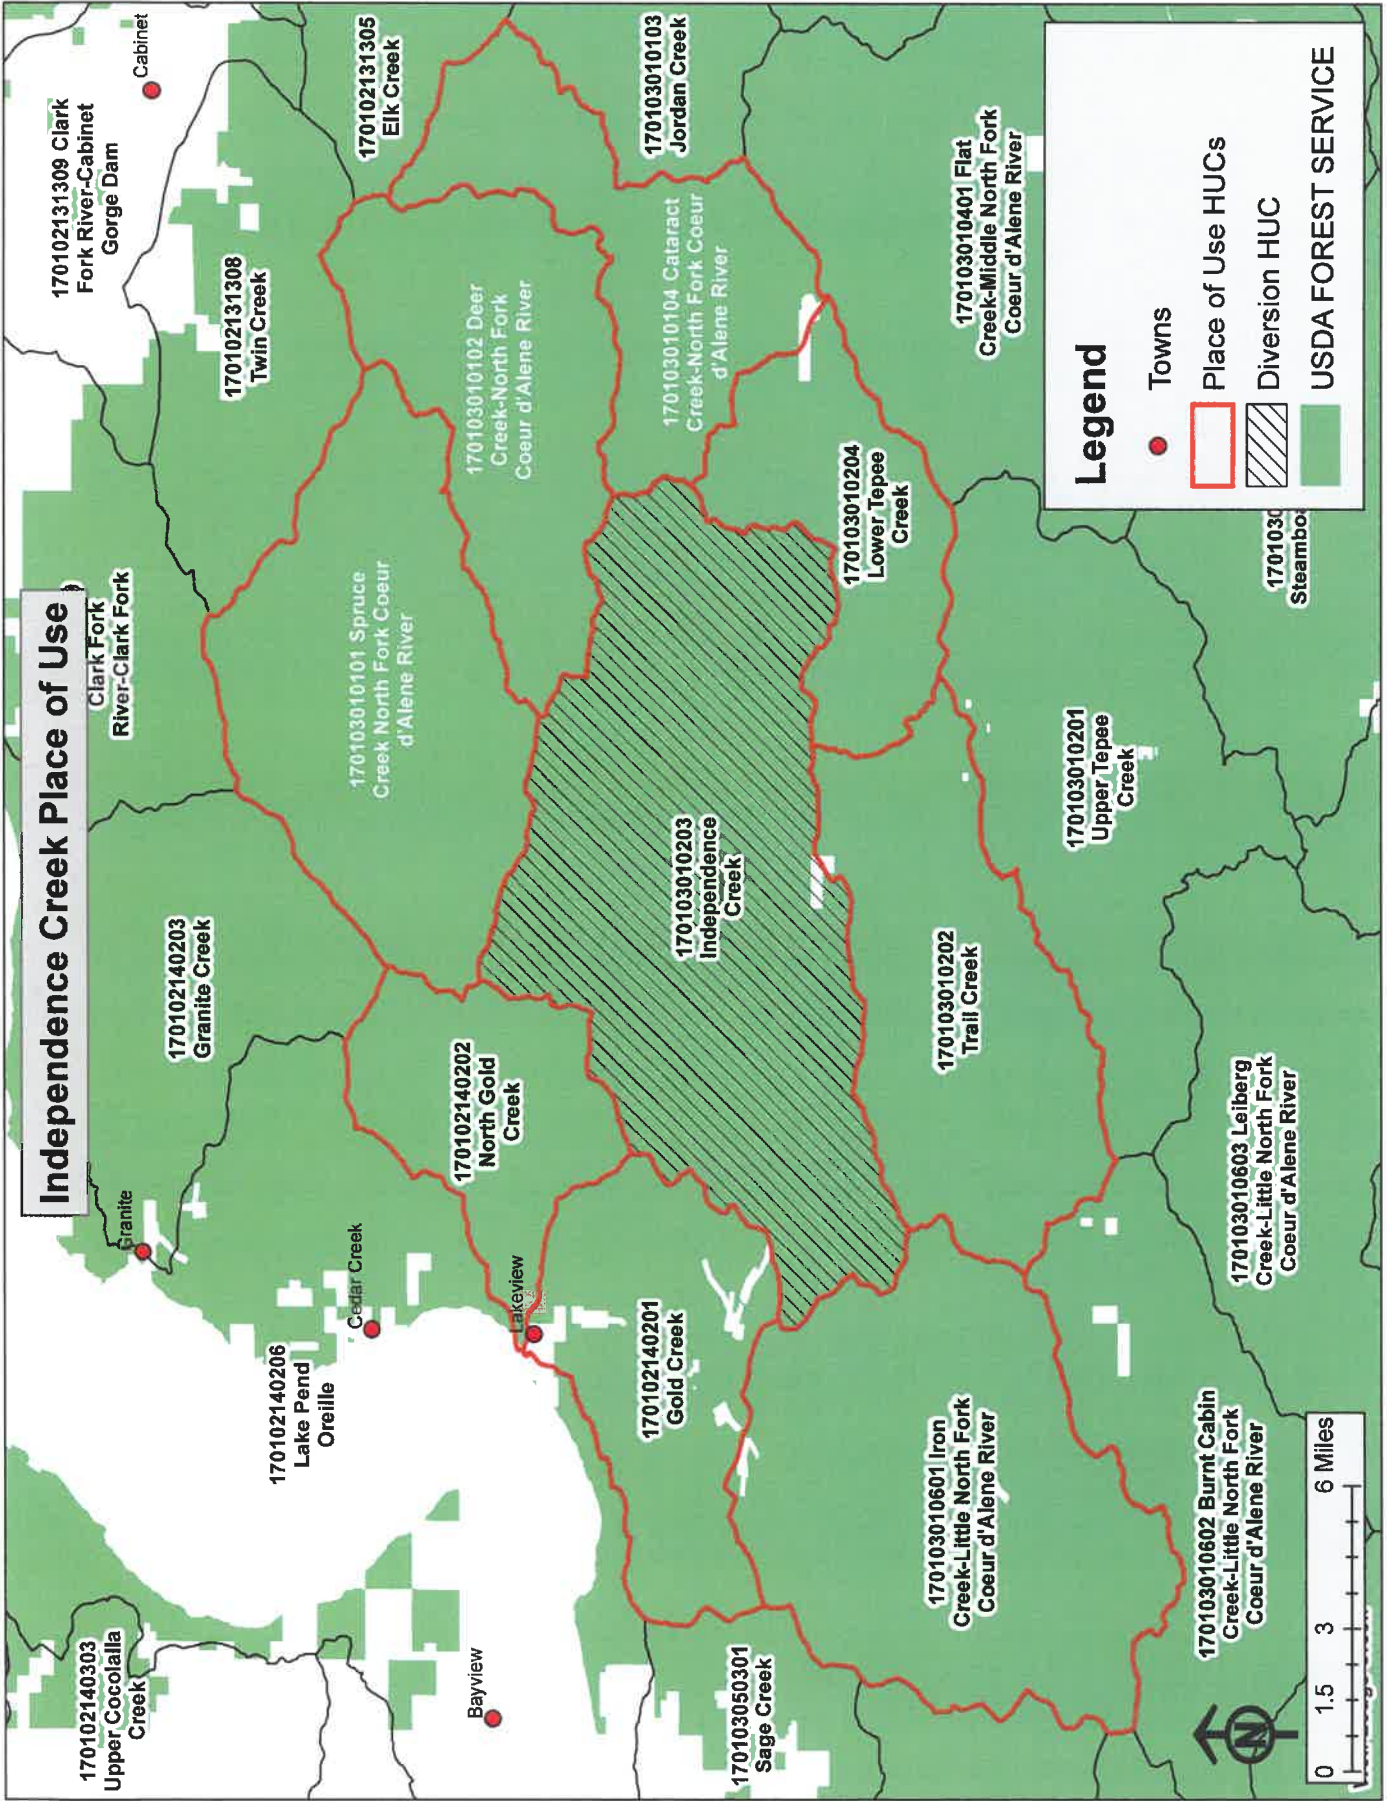 Independence Creek Place of Use
170102131309 Clark
Fork River-Cabinet
Gorge Dam
Cabinet
Clark Fork
River-Clark Fork
170102131308
Twin Creek
170102131305
Elk Creek
170102140203
Granite Creek
Granite
170102140303
Upper Cocolalla
Creek
170102140206
Lake Pend
Oreille
Cedar Creek
170103010101 Spruce
Creek North Fork Coeur
d'Alene River
170103010102 Deer
Creek-North Fork
Coeur d'Alene River
170103010103
Jordan Creek
Bayview
Lakeview
170102140202
North Gold
Creek
170102140201
Gold Creek
170103010203
Independence
Creek
170103010104 Cataract
Creek-North Fork Coeur
d'Alene River
170103050301
Sage Creek
170103010204
Lower Tepee
Creek
170103010601 Iron
Creek-Little North Fork
Coeur d'Alene River
170103010202
Trail Creek
170103010401 Flat
Creek-Middle North Fork
Coeur d'Alene River
170103010201
Upper Tepee
Creek
170103010602 Burnt Cabin
Creek-Little North Fork
Coeur d'Alene River
170103010603 Leiberg
Creek-Little North Fork
Coeur d'Alene River
Legend
Towns
Place of Use HUCs
Diversion HUC
USDA FOREST SERVICE
N
0 1.5 3 6 Miles